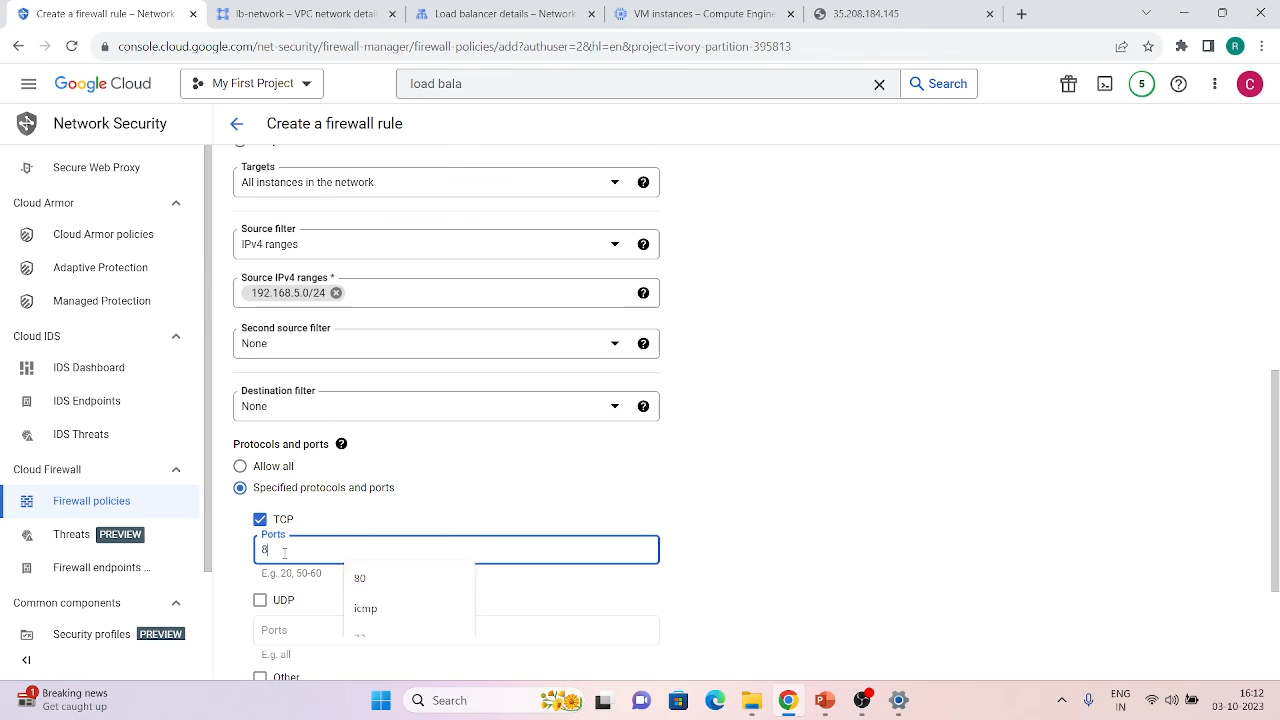 Create a firewall rule – Network
lb-network – VPC network detai
Load balancer details – Network
VM instances – Compute Engine
35.208.184.145
console.cloud.google.com/net-security/firewall-manager/firewall-policies/add?authuser=2&hl=en&project=ivory-partition-395813
R
Google Cloud
My First Project
load bala
Search
5
C
Network Security
Create a firewall rule
Secure Web Proxy
Cloud Armor
Cloud Armor policies
Adaptive Protection
Managed Protection
Cloud IDS
IDS Dashboard
IDS Endpoints
IDS Threats
Cloud Firewall
Firewall policies
Threats PREVIEW
Firewall endpoints ...
Common components
Security profiles PREVIEW
Targets
All instances in the network
Source filter
IPv4 ranges
Source IPv4 ranges *
192.168.5.0/24
Second source filter
None
Destination filter
None
Protocols and ports
Allow all
Specified protocols and ports
TCP
Ports
8
E.g. 20, 50-60
80
icmp
UDP
Ports
E.g. all
Other
1
Breaking news
Get caught up
Search
ENG
IN
16:12
03-10-2023